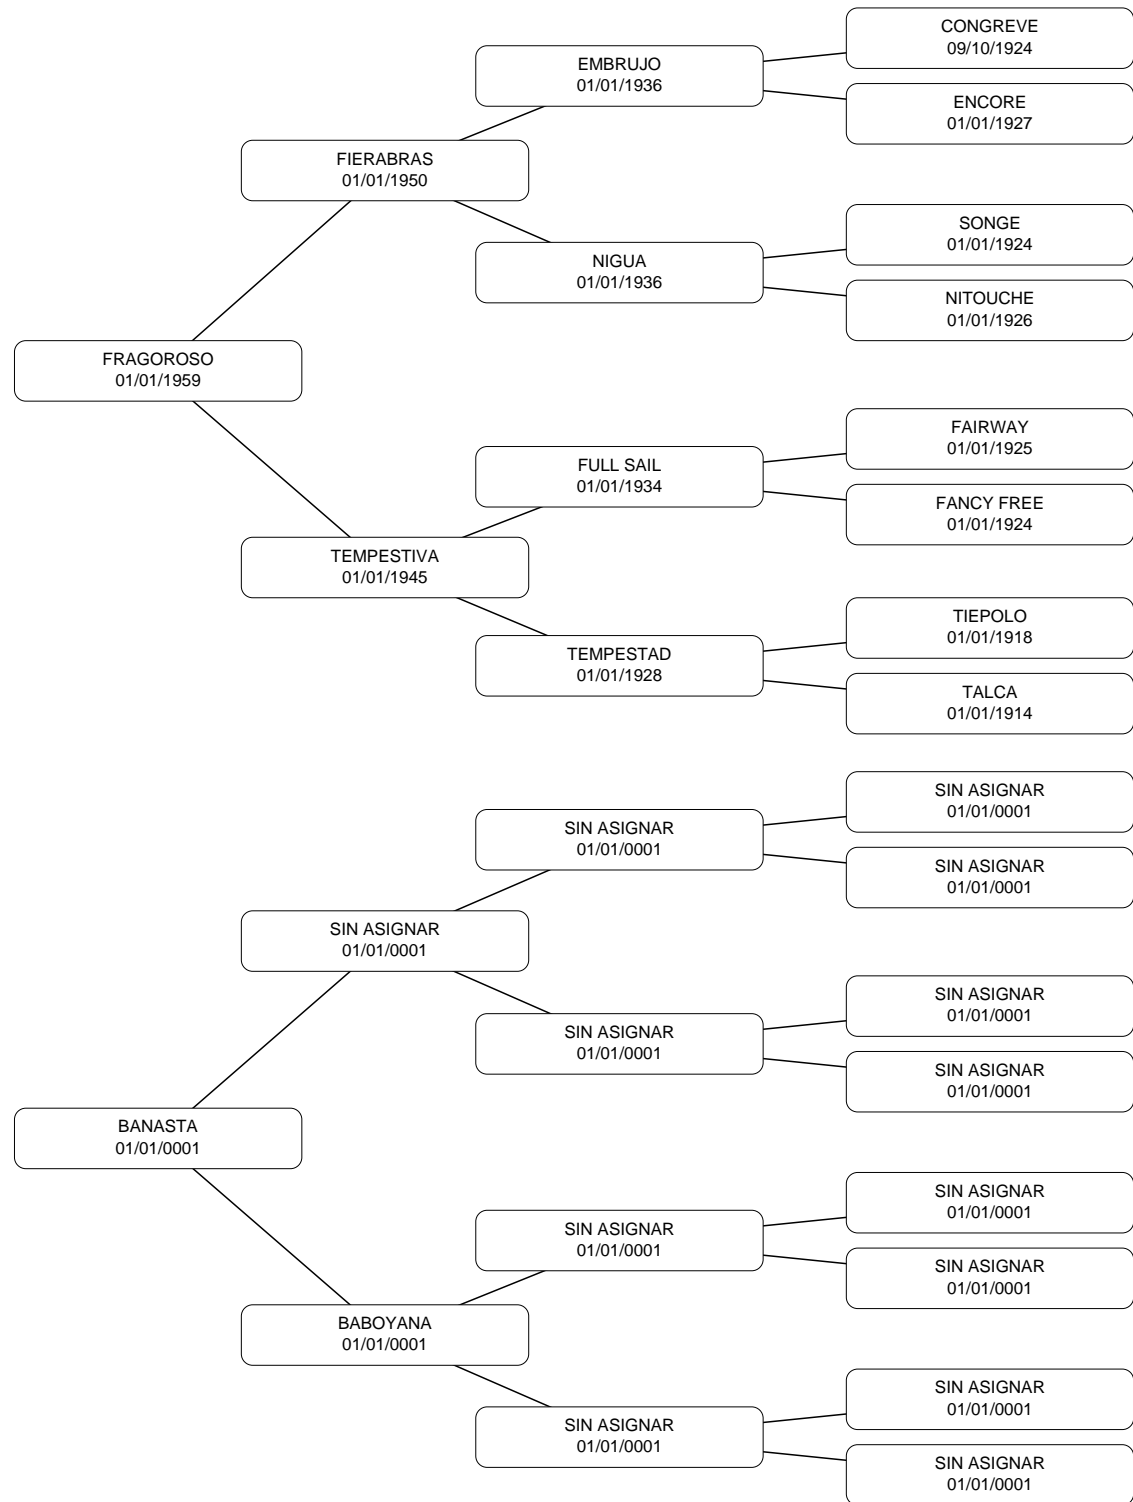 CONGREVE
09/10/1924
EMBRUJO
01/01/1936
ENCORE
01/01/1927
FIERABRAS
01/01/1950
SONGE
01/01/1924
NIGUA
01/01/1936
NITOUCHE
01/01/1926
FRAGOROSO
01/01/1959
FAIRWAY
01/01/1925
FULL SAIL
01/01/1934
FANCY FREE
01/01/1924
TEMPESTIVA
01/01/1945
TIEPOLO
01/01/1918
TEMPESTAD
01/01/1928
TALCA
01/01/1914
SIN ASIGNAR
01/01/0001
SIN ASIGNAR
01/01/0001
SIN ASIGNAR
01/01/0001
SIN ASIGNAR
01/01/0001
SIN ASIGNAR
01/01/0001
SIN ASIGNAR
01/01/0001
SIN ASIGNAR
01/01/0001
BANASTA
01/01/0001
SIN ASIGNAR
01/01/0001
SIN ASIGNAR
01/01/0001
SIN ASIGNAR
01/01/0001
BABOYANA
01/01/0001
SIN ASIGNAR
01/01/0001
SIN ASIGNAR
01/01/0001
SIN ASIGNAR
01/01/0001